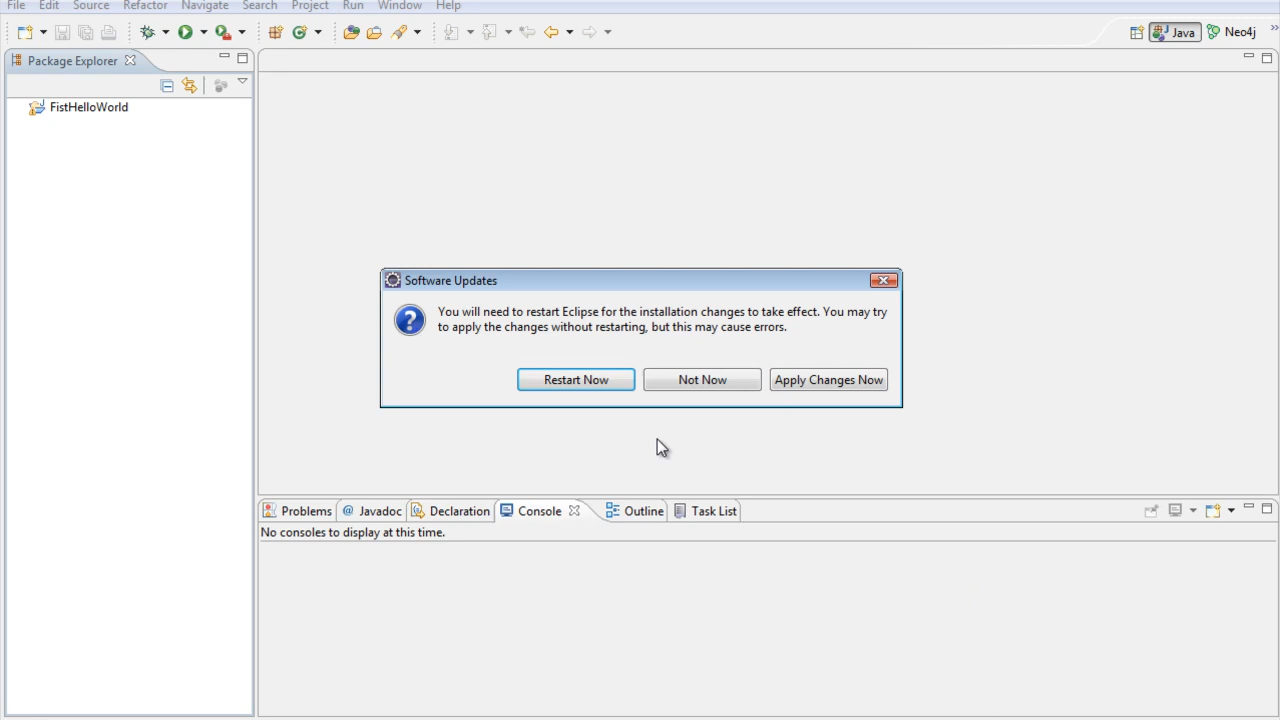 File Edit Source Refactor Navigate Search Project Run Window Help
Java Neo4j »
Package Explorer
FistHelloWorld
Software Updates
You will need to restart Eclipse for the installation changes to take effect. You may try
to apply the changes without restarting, but this may cause errors.
Restart Now Not Now Apply Changes Now
Problems @ Javadoc Declaration Console Outline Task List
No consoles to display at this time.